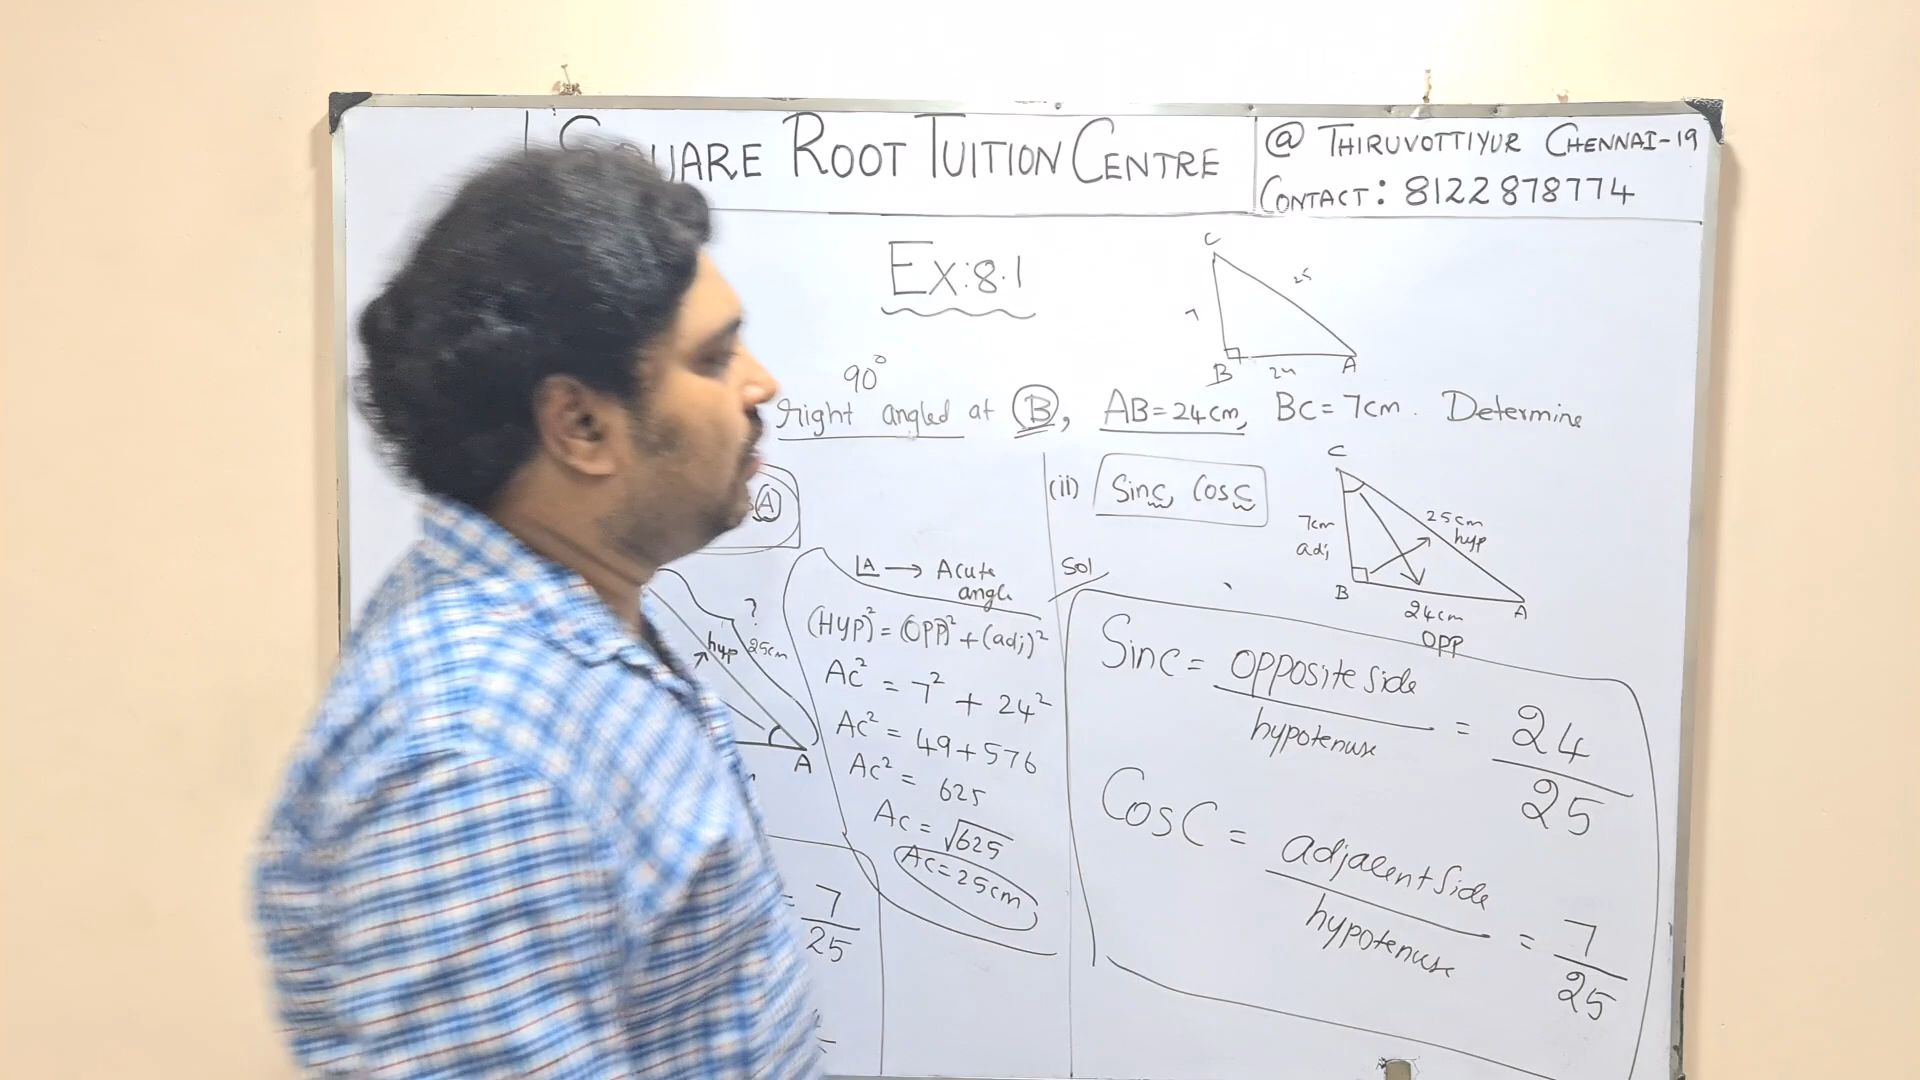 ROOT TUITION CENTRE
@ THIRUVOTTIYUR CHENNAI-19
CONTACT: 8122878774
Ex:8.1
C
25
7
B
24
A
90°
right angled at B, AB=24cm, BC=7cm. Determine
A
(ii) Sinc, Cosc
C
7cm
adj
25cm
hyp
B
24cm
OPP
A
?
hyp 25cm
A
∠A → Acute
angle
(HYP)² = (OPP)² + (adj)²
AC² = 7² + 24²
AC² = 49+576
AC² = 625
AC = √625
AC=25cm
= 7/25
Sol
Sinc = opposite side / hypotenuse = 24/25
CosC = adjacent side / hypotenuse = 7/25